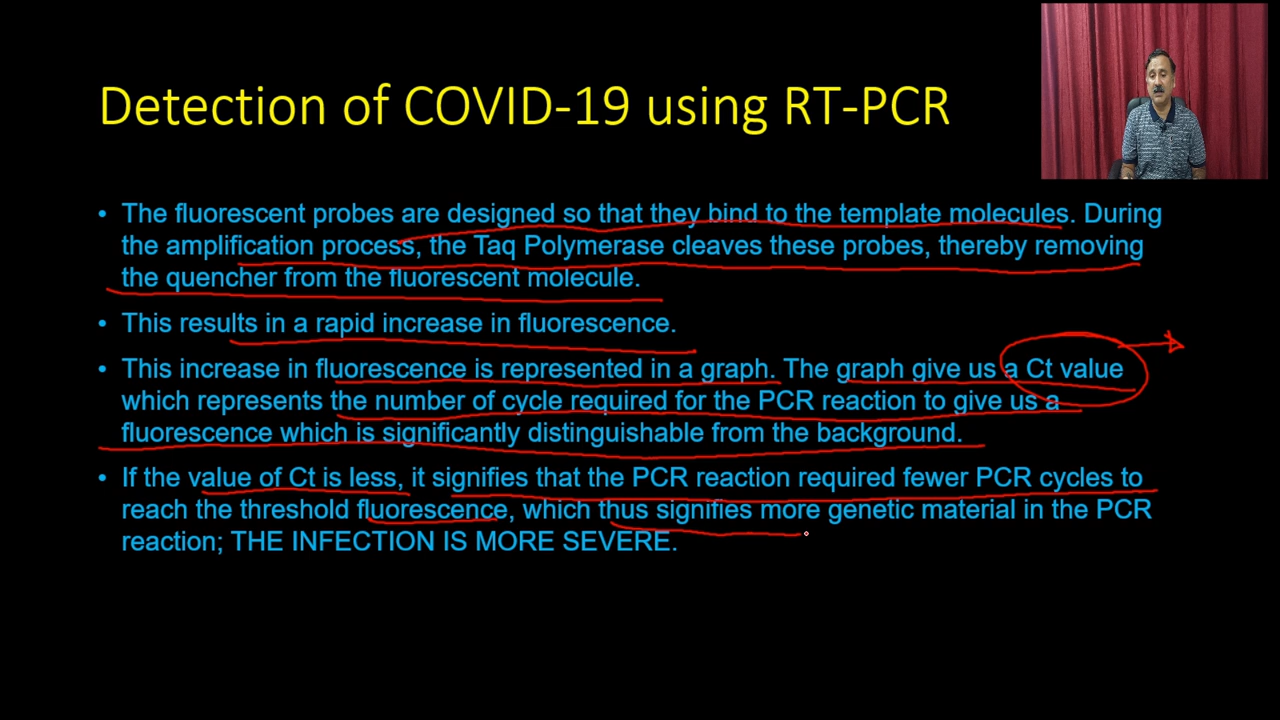 Detection of COVID-19 using RT-PCR
• The fluorescent probes are designed so that they bind to the template molecules. During
the amplification process, the Taq Polymerase cleaves these probes, thereby removing
the quencher from the fluorescent molecule.
• This results in a rapid increase in fluorescence.
• This increase in fluorescence is represented in a graph. The graph give us a Ct value
which represents the number of cycle required for the PCR reaction to give us a
fluorescence which is significantly distinguishable from the background.
• If the value of Ct is less, it signifies that the PCR reaction required fewer PCR cycles to
reach the threshold fluorescence, which thus signifies more genetic material in the PCR
reaction; THE INFECTION IS MORE SEVERE.